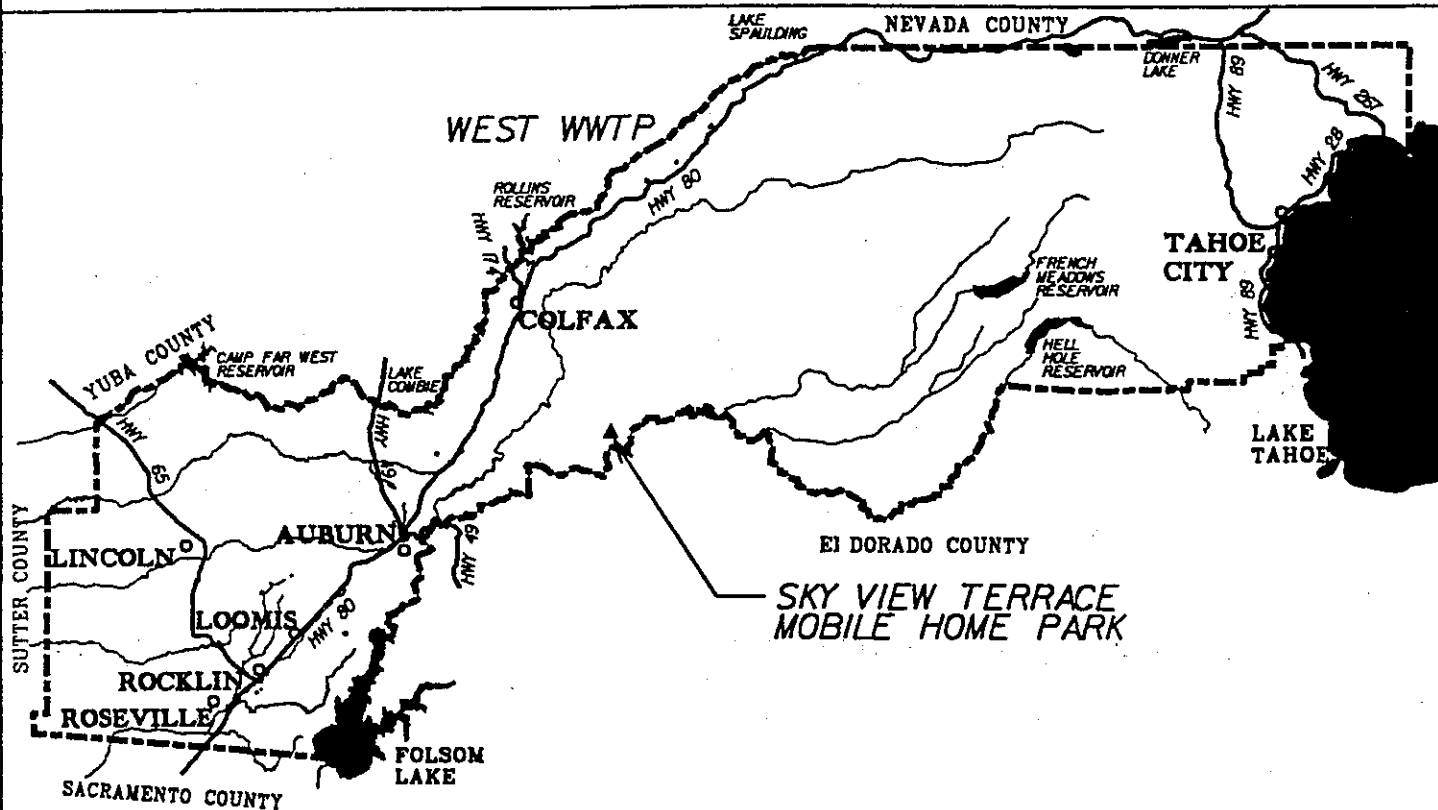 LAKE
SPAULDING
NEVADA COUNTY
DONNER
LAKE
HWY 89
HWY 267
WEST WWTP
HWY 28
ROLLINS
RESERVOIR
HWY 80
HWY 174
TAHOE
CITY
FRENCH
MEADOWS
RESERVOIR
HWY 89
COLFAX
YUBA COUNTY
CAMP FAR WEST
RESERVOIR
LAKE
COMBIE
HELL
HOLE
RESERVOIR
HWY 65
HWY 49
LAKE
TAHOE
SUTTER COUNTY
AUBURN
HWY 49
LINCOLN
El DORADO COUNTY
SKY VIEW TERRACE
MOBILE HOME PARK
LOOMIS
HWY 80
ROCKLIN
ROSEVILLE
FOLSOM
LAKE
SACRAMENTO COUNTY